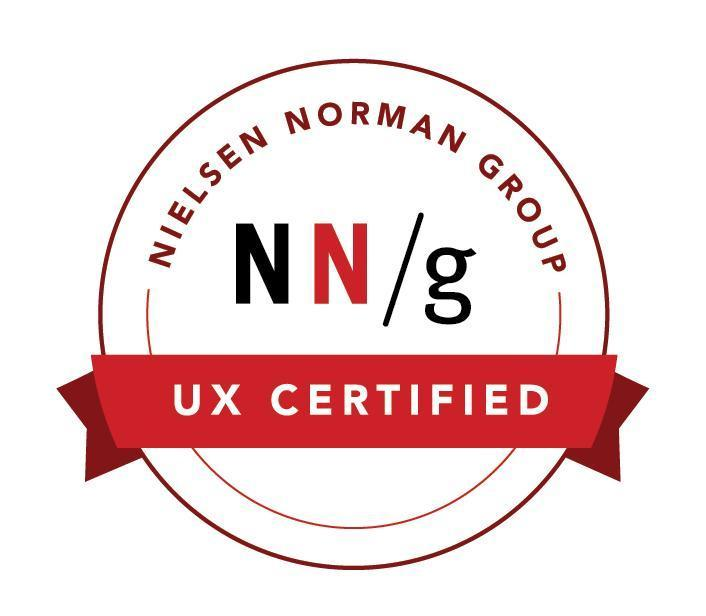 NIELSEN NORMAN GROUP
NN/g
UX CERTIFIED